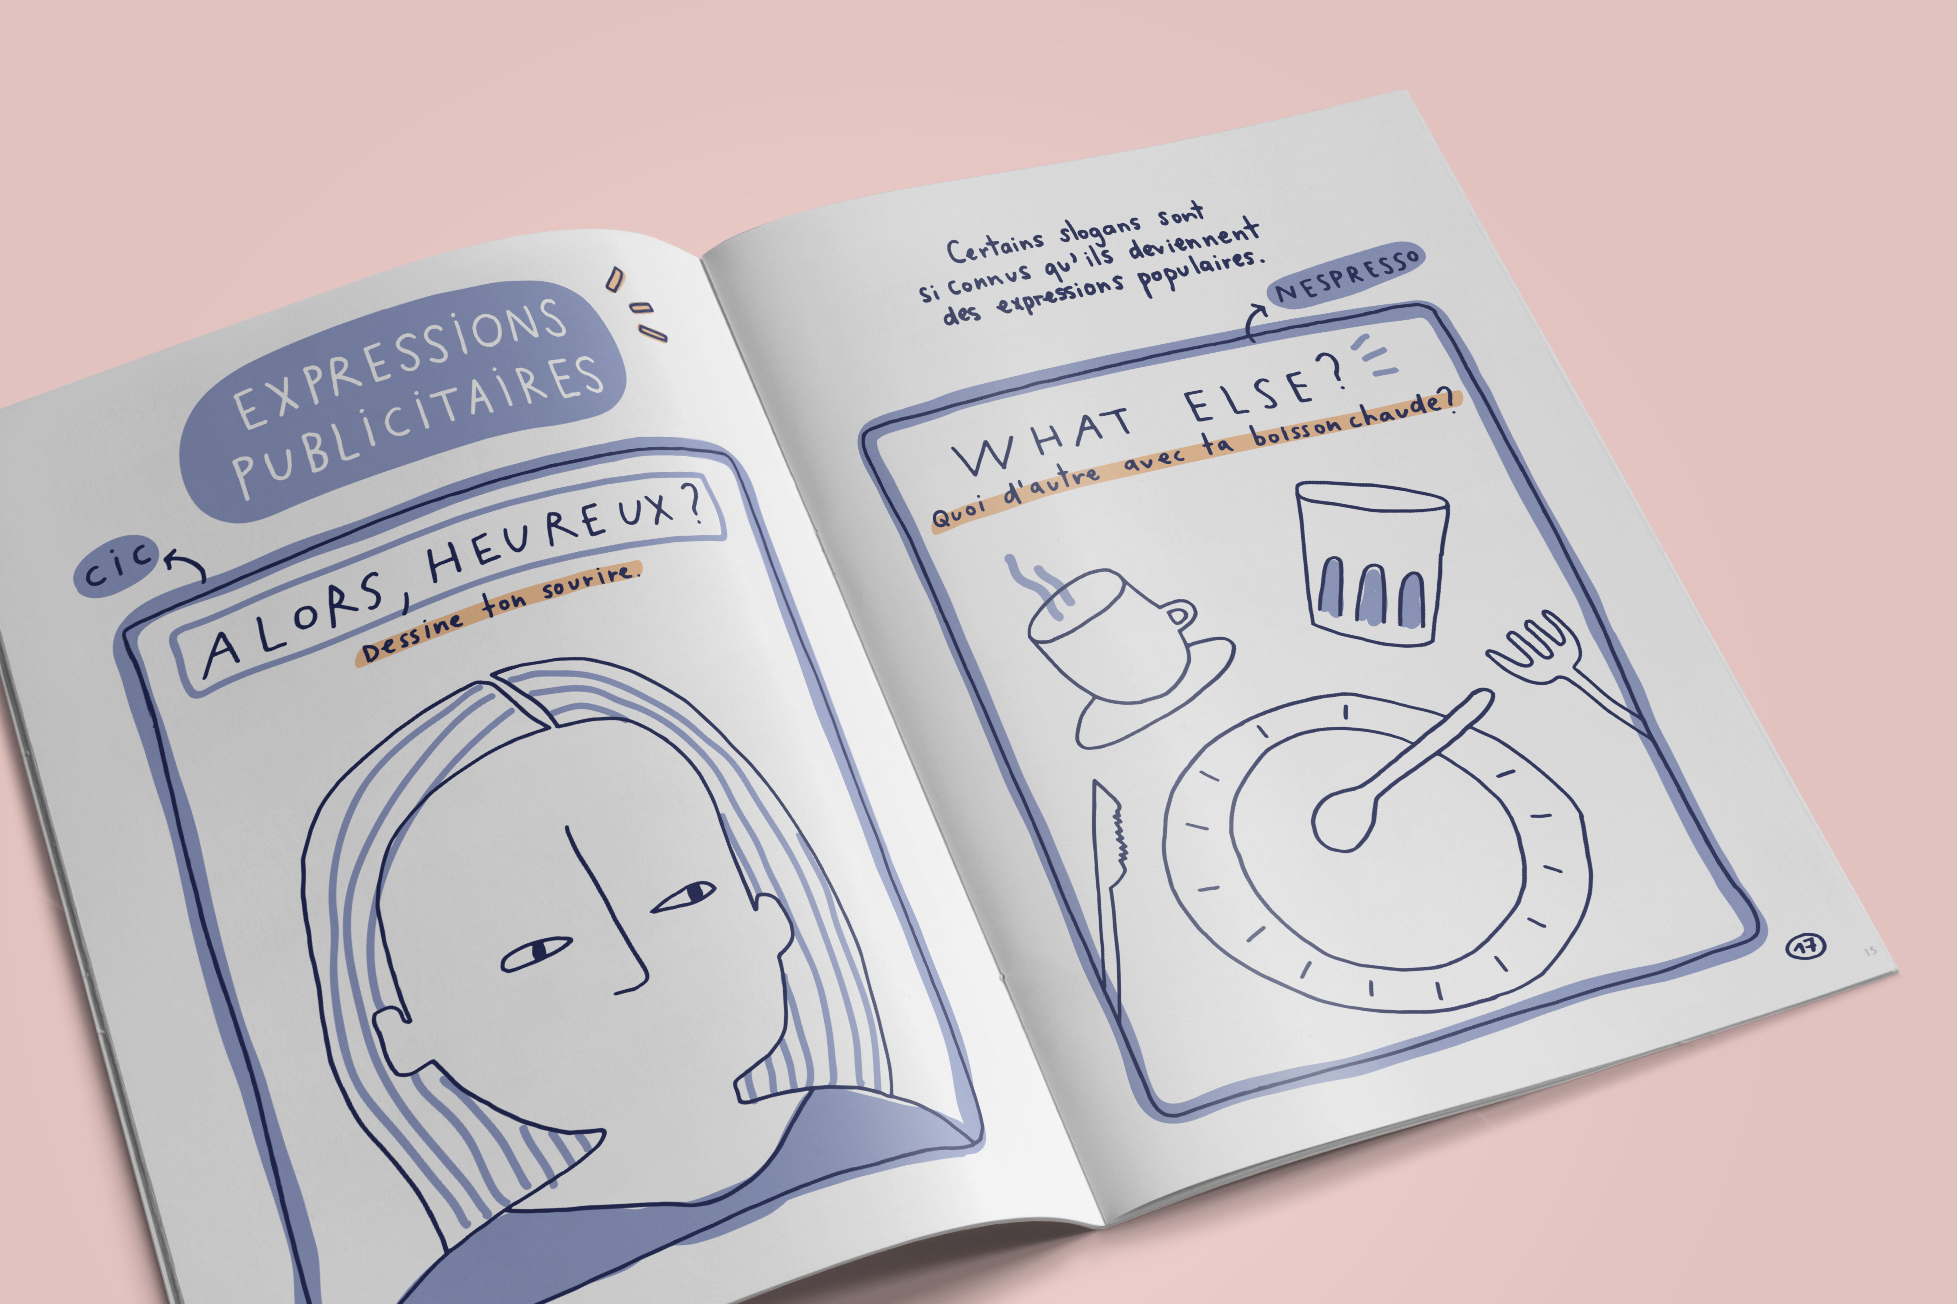 EXPRESSIONS
PUBLICITAIRES
CIC
ALORS, HEUREUX?
Dessine ton sourire.
Certains slogans sont
si connus qu'ils deviennent
des expressions populaires.
NESPRESSO
WHAT ELSE?
Quoi d'autre avec ta boisson chaude?
17
15